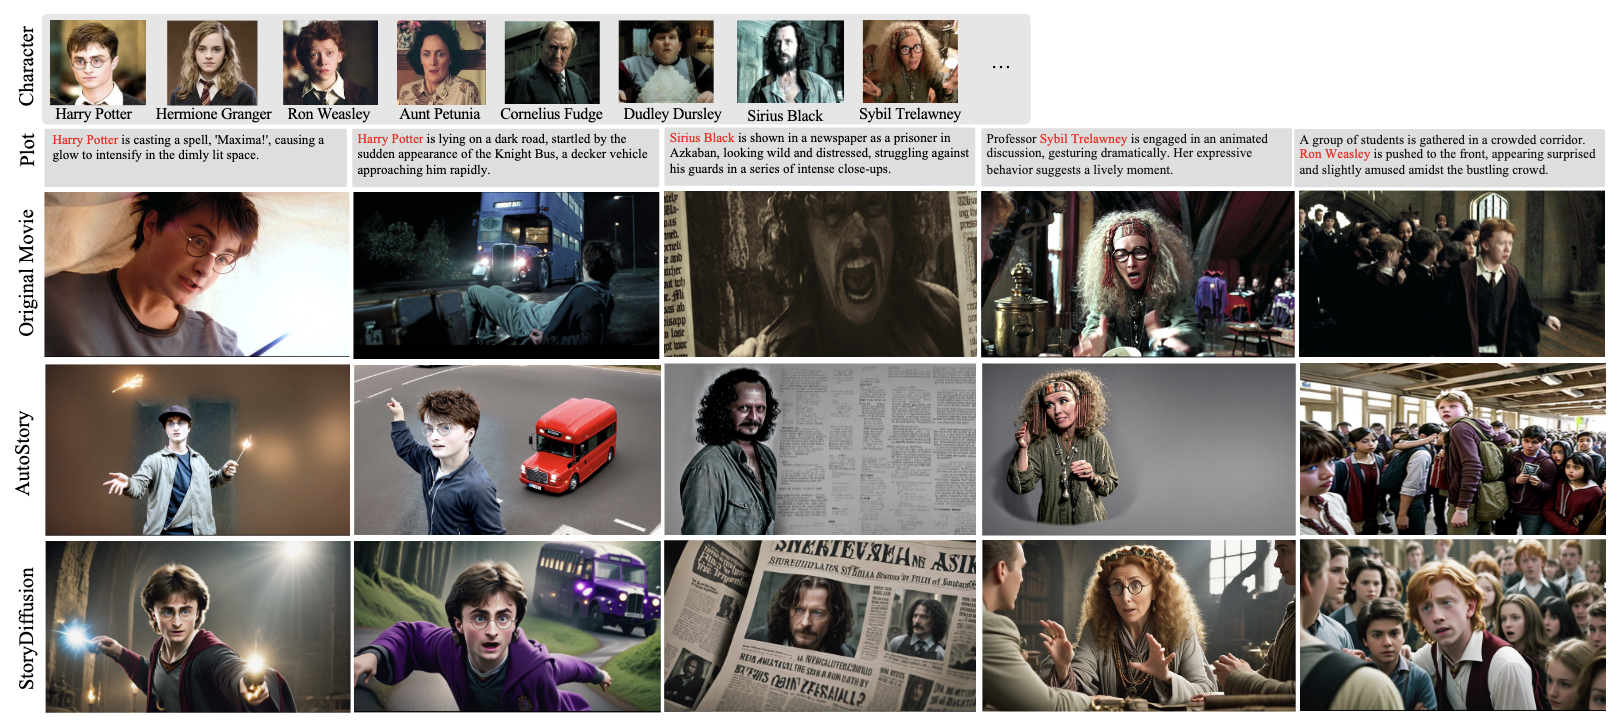 Character
Harry Potter
Hermione Granger
Ron Weasley
Aunt Petunia
Cornelius Fudge
Dudley Dursley
Sirius Black
Sybil Trelawney
...
Plot
Harry Potter is casting a spell, 'Maxima!', causing a
glow to intensify in the dimly lit space.
Harry Potter is lying on a dark road, startled by the
sudden appearance of the Knight Bus, a decker vehicle
approaching him rapidly.
Sirius Black is shown in a newspaper as a prisoner in
Azkaban, looking wild and distressed, struggling against
his guards in a series of intense close-ups.
Professor Sybil Trelawney is engaged in an animated
discussion, gesturing dramatically. Her expressive
behavior suggests a lively moment.
A group of students is gathered in a crowded corridor.
Ron Weasley is pushed to the front, appearing surprised
and slightly amused amidst the bustling crowd.
Original Movie
AutoStory
StoryDiffusion